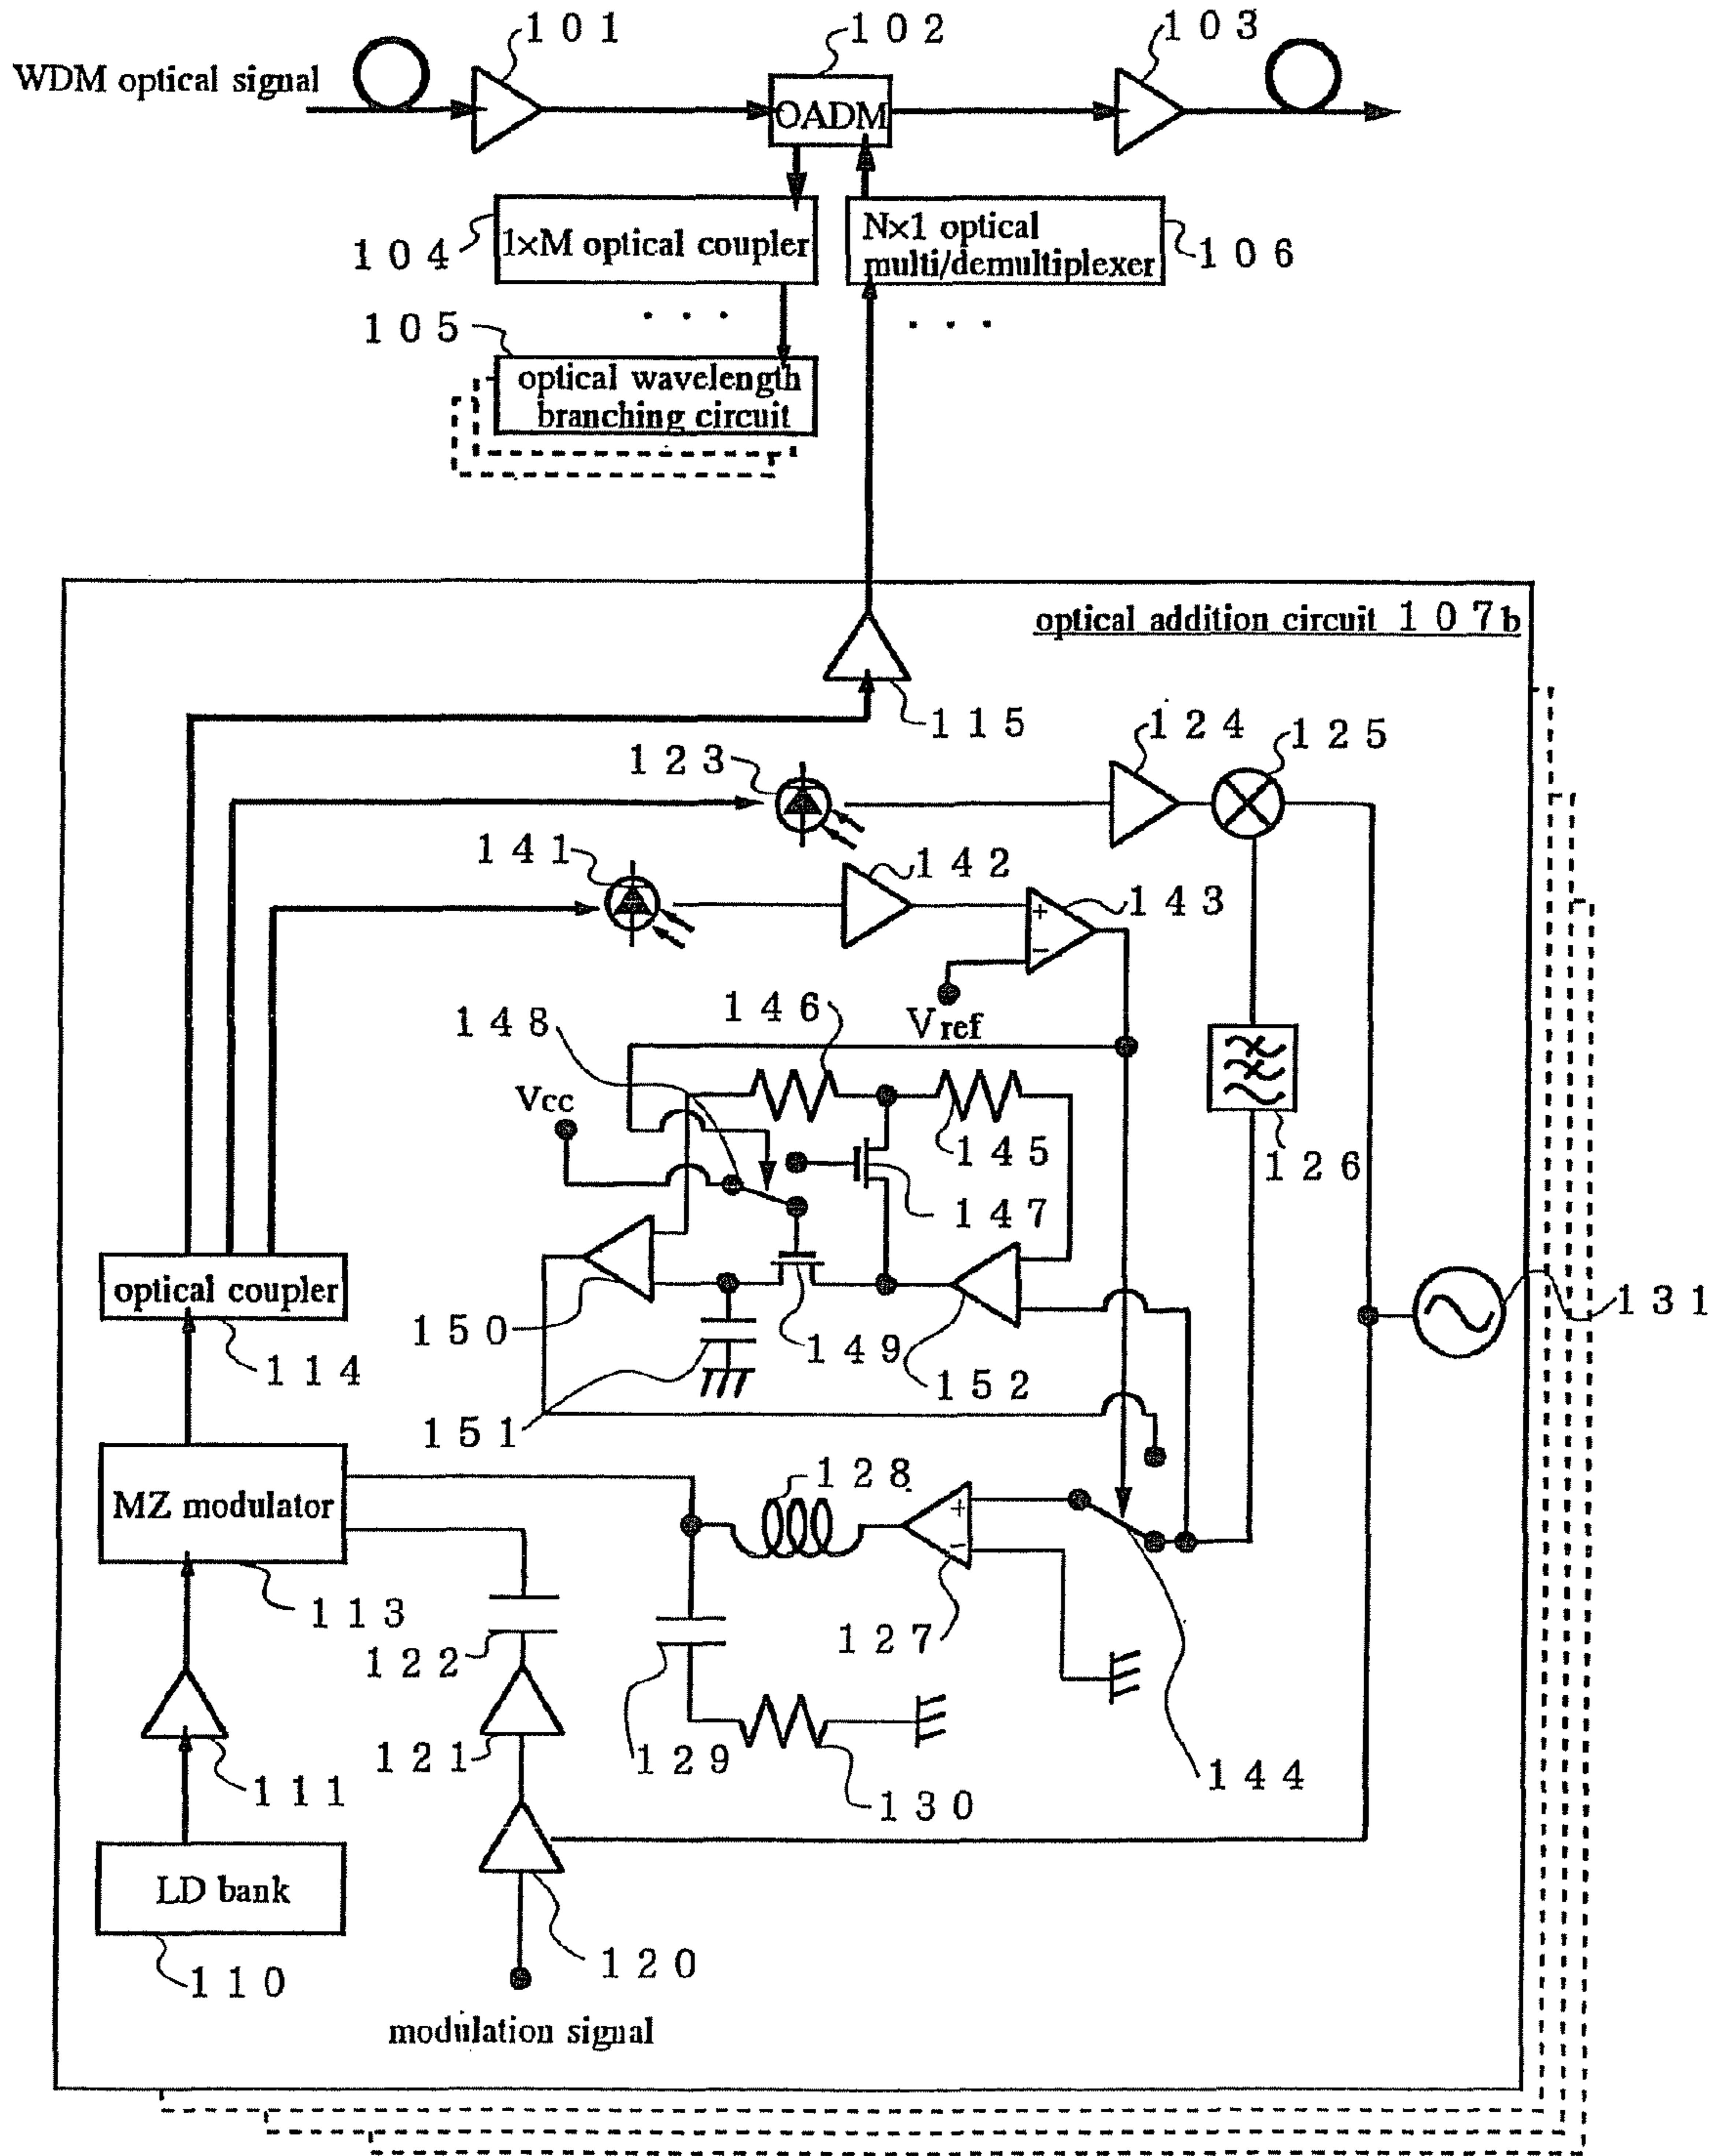 101
102
103
WDM optical signal
OADM
104
1×M optical coupler
N×1 optical
multi/demultiplexer
106
. . .
. . .
105
optical wavelength
branching circuit
optical addition circuit 107b
115
123
124
125
141
142
143
+
−
Vref
148
146
Vcc
145
126
147
optical coupler
150
149
152
131
114
151
MZ modulator
128
+
−
113
122
127
121
129
144
111
130
LD bank
120
110
modulation signal